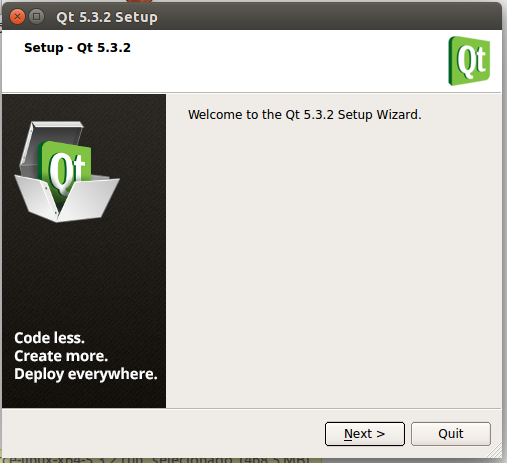 Qt 5.3.2 Setup
Setup - Qt 5.3.2
Qt
Welcome to the Qt 5.3.2 Setup Wizard.
Qt
Code less.
Create more.
Deploy everywhere.
Next >
Quit